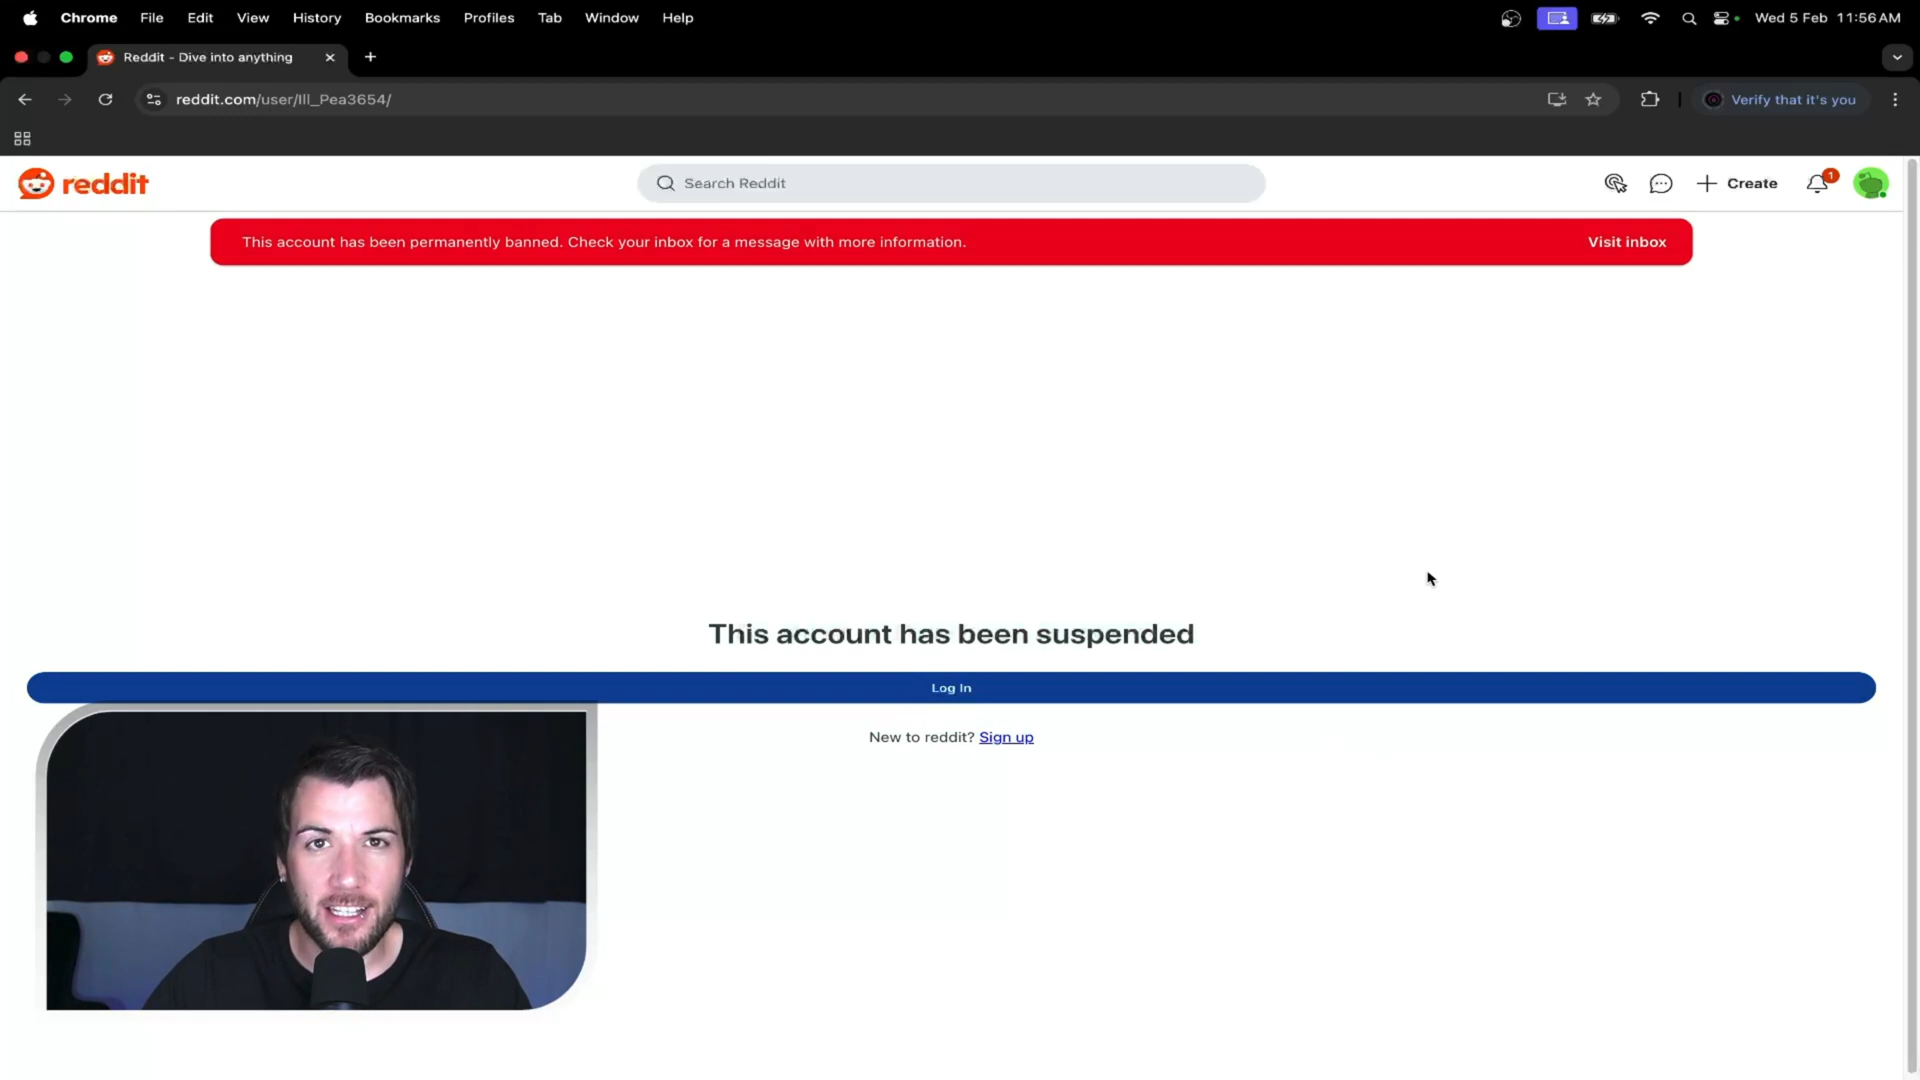 Chrome File Edit View History Bookmarks Profiles Tab Window Help Wed 5 Feb 11:56 AM
Reddit - Dive into anything
reddit.com/user/Ill_Pea3654/ Verify that it's you
reddit Search Reddit Create 1
This account has been permanently banned. Check your inbox for a message with more information. Visit inbox
This account has been suspended
Log In
New to reddit? Sign up